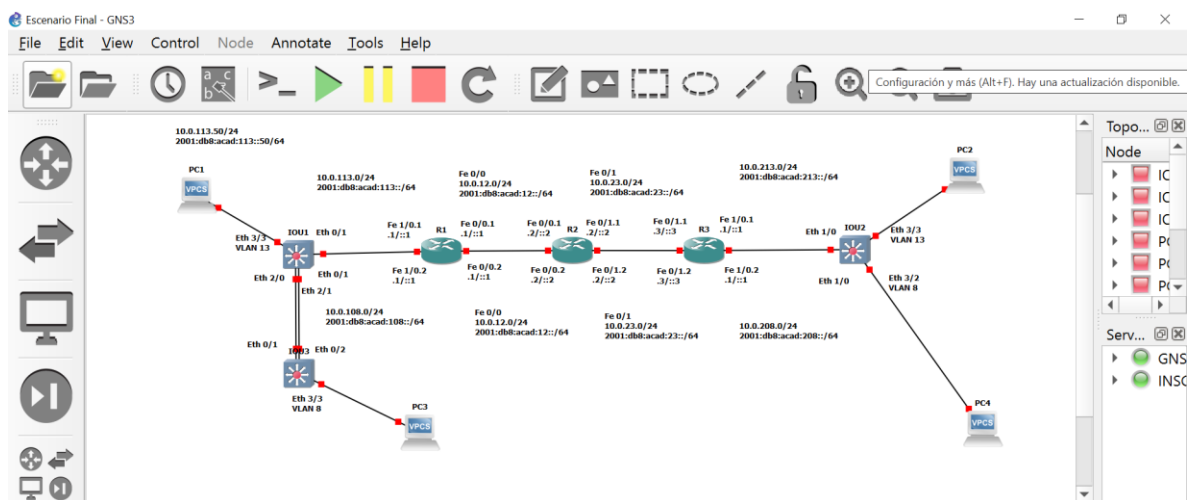 Escenario Final - GNS3
File Edit View Control Node Annotate Tools Help
Configuración y más (Alt+F). Hay una actualización disponible.
10.0.113.50/24
2001:db8:acad:113::50/64
PC1
VPCS
10.0.113.0/24
2001:db8:acad:113::/64
Fe 0/0
10.0.12.0/24
2001:db8:acad:12::/64
Fe 0/1
10.0.23.0/24
2001:db8:acad:23::/64
10.0.213.0/24
2001:db8:acad:213::/64
PC2
VPCS
Eth 3/3
VLAN 13
IOU1
Eth 0/1
Fe 1/0.1
.1/::1
R1
Fe 0/0.1
.1/::1
Fe 0/0.1
.2/::2
R2
Fe 0/1.1
.2/::2
Fe 0/1.1
.3/::3
R3
Fe 1/0.1
.1/::1
Eth 1/0
IOU2
Eth 3/3
VLAN 13
Eth 2/0
Eth 0/1
Eth 2/1
Fe 1/0.2
.1/::1
Fe 0/0.2
.1/::1
Fe 0/0.2
.2/::2
Fe 0/1.2
.2/::2
Fe 0/1.2
.3/::3
Fe 1/0.2
.1/::1
Eth 1/0
Eth 3/2
VLAN 8
10.0.108.0/24
2001:db8:acad:108::/64
Fe 0/0
10.0.12.0/24
2001:db8:acad:12::/64
Fe 0/1
10.0.23.0/24
2001:db8:acad:23::/64
10.0.208.0/24
2001:db8:acad:208::/64
Eth 0/1
IOU3
Eth 0/2
Eth 3/3
VLAN 8
PC3
VPCS
PC4
VPCS
Topo...
Node
IC
IC
IC
PC
PC
PC
Serv...
GNS
INSC